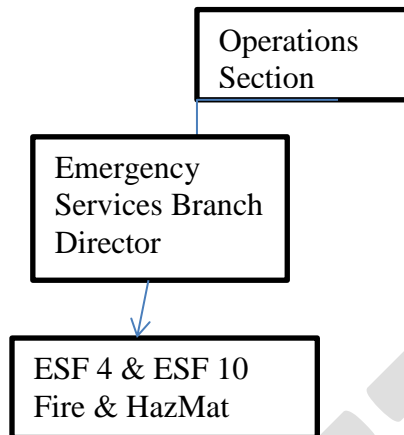 Operations
Section
Emergency
Services Branch
Director
ESF 4 & ESF 10
Fire & HazMat